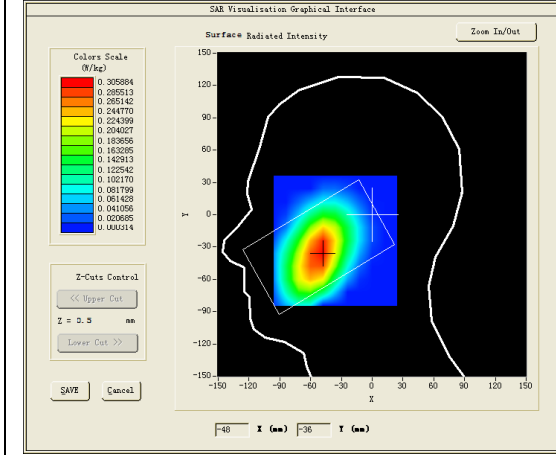 SAR Visualisation Graphical Interface
Surface Radiated Intensity
Zoom In/Out
Colors Scale
(W/kg)
0.305884
0.285513
0.265142
0.244770
0.224399
0.204027
0.183656
0.163285
0.142913
0.122542
0.102170
0.081799
0.061428
0.041056
0.020685
0.000314
150
120
90
60
30
0
-30
-60
-90
-120
-150
Y
-150 -120 -90 -60 -30 0 30 60 90 120 150
X
Z-Cuts Control
<< Upper Cut
Z = 0.5 mm
Lower Cut >>
SAVE
Cancel
-48 X (mm) -36 Y (mm)